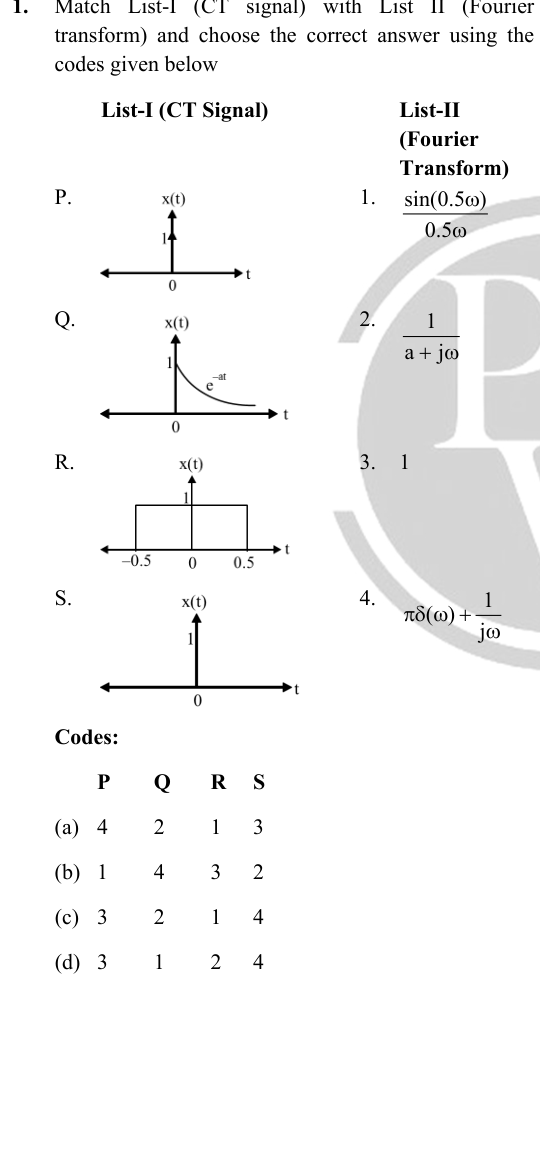 1. Match List-I (CT signal) with List II (Fourier
transform) and choose the correct answer using the
codes given below
List-I (CT Signal) List-II
(Fourier
Transform)
P. x(t) 1 0 t 1. sin(0.5ω)/0.5ω
Q. x(t) 1 e^–at 0 t 2. 1/(a + jω)
R. x(t) 1 –0.5 0 0.5 t 3. 1
S. x(t) 1 0 t 4. πδ(ω) + 1/jω
Codes:
P Q R S
(a) 4 2 1 3
(b) 1 4 3 2
(c) 3 2 1 4
(d) 3 1 2 4